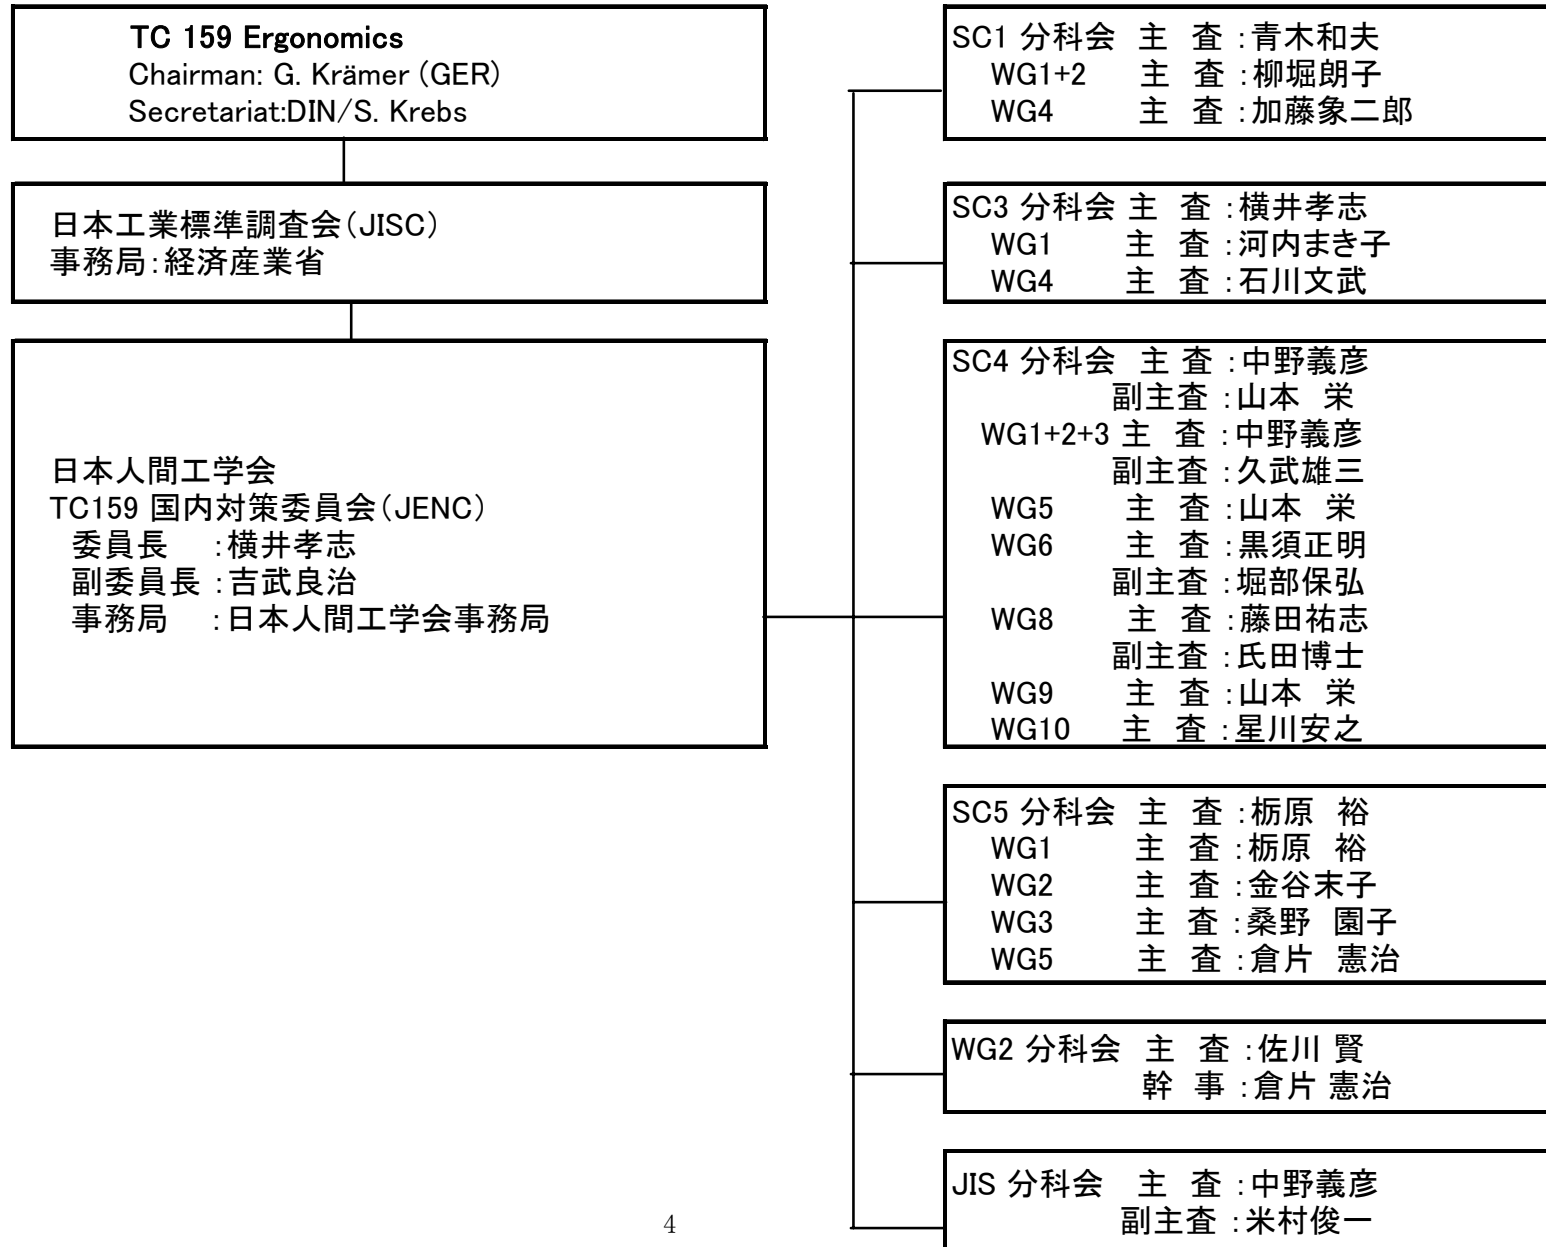 TC 159 Ergonomics
Chairman: G. Krämer (GER)
Secretariat:DIN/S. Krebs
日本工業標準調査会(JISC)
事務局:経済産業省
日本人間工学会
TC159 国内対策委員会(JENC)
委員長 :横井孝志
副委員長 :吉武良治
事務局 :日本人間工学会事務局
SC1 分科会 主 査 :青木和夫
WG1+2 主 査 :柳堀朗子
WG4 主 査 :加藤象二郎
SC3 分科会 主 査 :横井孝志
WG1 主 査 :河内まき子
WG4 主 査 :石川文武
SC4 分科会 主 査 :中野義彦
副主査 :山本 栄
WG1+2+3 主 査 :中野義彦
副主査 :久武雄三
WG5 主 査 :山本 栄
WG6 主 査 :黒須正明
副主査 :堀部保弘
WG8 主 査 :藤田祐志
副主査 :氏田博士
WG9 主 査 :山本 栄
WG10 主 査 :星川安之
SC5 分科会 主 査 :栃原 裕
WG1 主 査 :栃原 裕
WG2 主 査 :金谷末子
WG3 主 査 :桑野 園子
WG5 主 査 :倉片 憲治
WG2 分科会 主 査 :佐川 賢
幹 事 :倉片 憲治
JIS 分科会 主 査 :中野義彦
副主査 :米村俊一
4